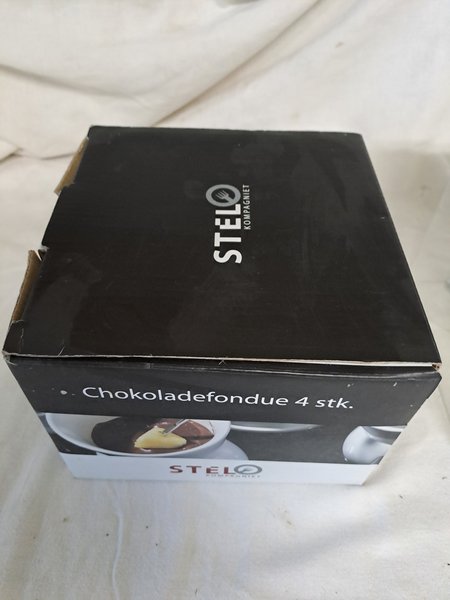 STELO
KOMPAGNIET
Chokoladefondue 4 stk.
STELO
KOMPAGNIET